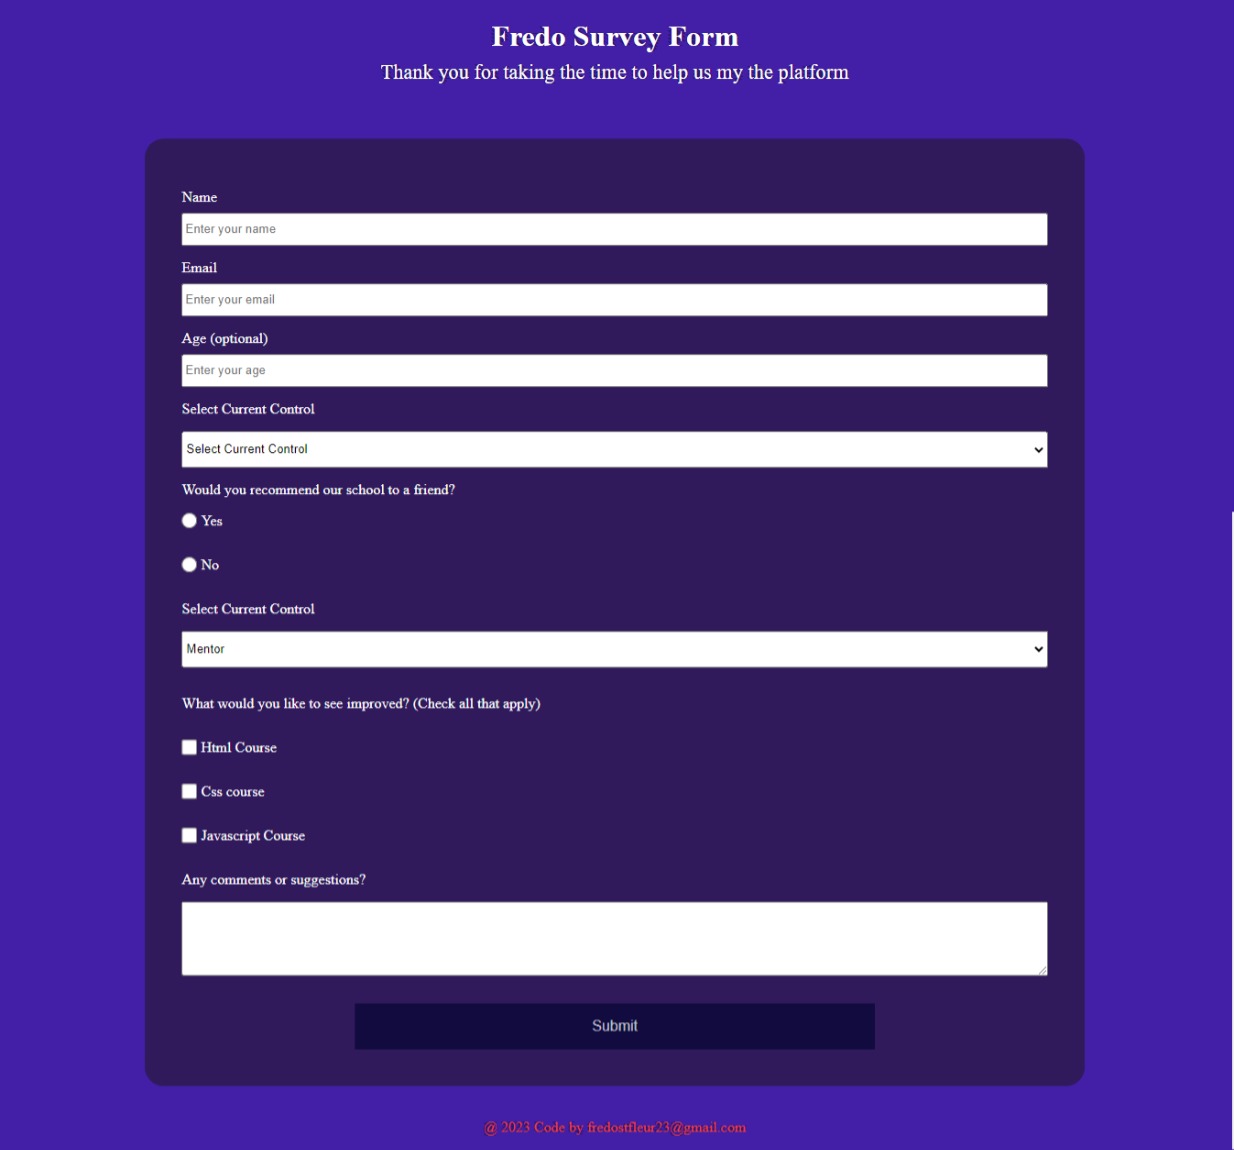 Fredo Survey Form
Thank you for taking the time to help us my the platform
Name
Enter your name
Email
Enter your email
Age (optional)
Enter your age
Select Current Control
Select Current Control
Would you recommend our school to a friend?
Yes
No
Select Current Control
Mentor
What would you like to see improved? (Check all that apply)
Html Course
Css course
Javascript Course
Any comments or suggestions?
Submit
@ 2023 Code by fredostfleur23@gmail.com